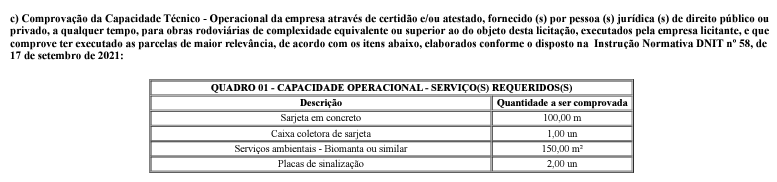 c) Comprovação da Capacidade Técnico - Operacional da empresa através de certidão e/ou atestado, fornecido (s) por pessoa (s) jurídica (s) de direito público ou
privado, a qualquer tempo, para obras rodoviárias de complexidade equivalente ou superior ao do objeto desta licitação, executados pela empresa licitante, e que
comprove ter executado as parcelas de maior relevância, de acordo com os itens abaixo, elaborados conforme o disposto na Instrução Normativa DNIT nº 58, de
17 de setembro de 2021:
QUADRO 01 - CAPACIDADE OPERACIONAL - SERVIÇO(S) REQUERIDOS(S)
Descrição Quantidade a ser comprovada
Sarjeta em concreto 100,00 m
Caixa coletora de sarjeta 1,00 un
Serviços ambientais - Biomanta ou similar 150,00 m²
Placas de sinalização 2,00 un